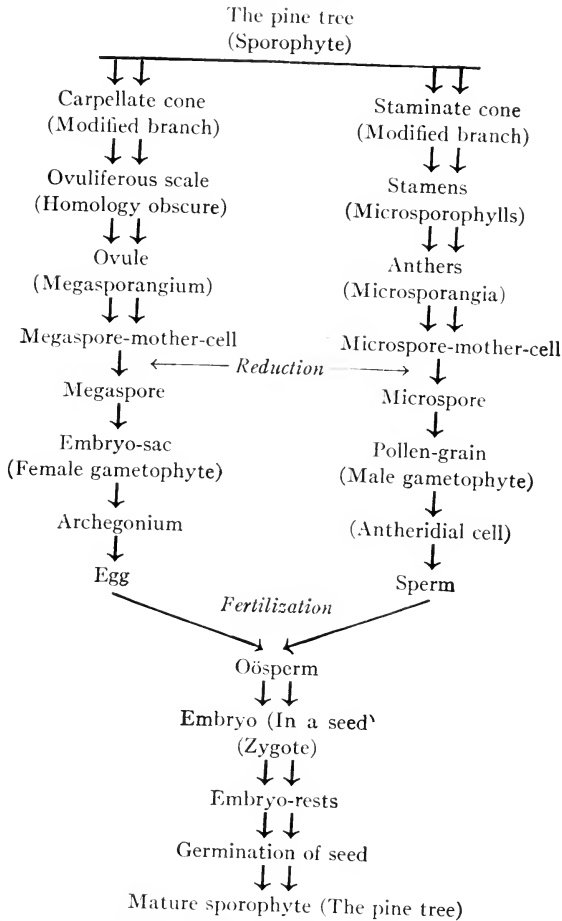 The pine tree
(Sporophyte)
Carpellate cone
(Modified branch)
Ovuliferous scale
(Homology obscure)
Ovule
(Megasporangium)
Megaspore-mother-cell
Megaspore
Embryo-sac
(Female gametophyte)
Archegonium
Egg
Staminate cone
(Modified branch)
Stamens
(Microsporophylls)
Anthers
(Microsporangia)
Microspore-mother-cell
Microspore
Pollen-grain
(Male gametophyte)
(Antheridial cell)
Sperm
Reduction
Fertilization
Oösperm
Embryo (In a seed)
(Zygote)
Embryo-rests
Germination of seed
Mature sporophyte (The pine tree)